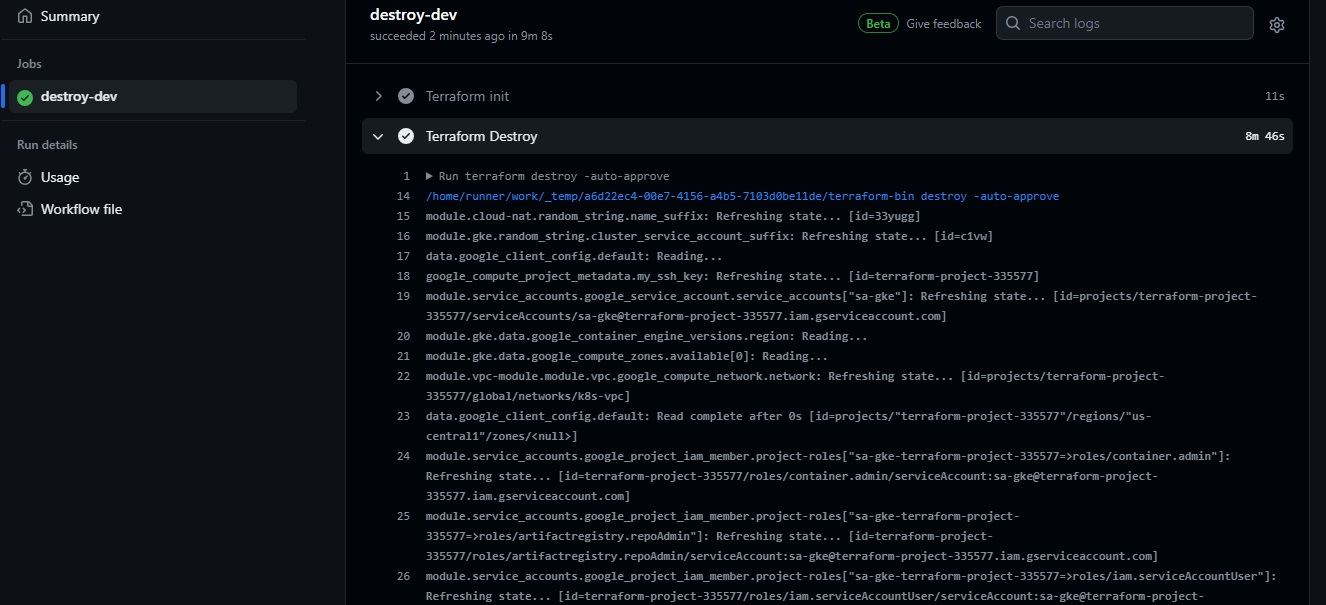 Summary
Jobs
destroy-dev
Run details
Usage
Workflow file
destroy-dev
succeeded 2 minutes ago in 9m 8s
Beta Give feedback
Search logs
Terraform init 11s
Terraform Destroy 8m 46s
1 ▶ Run terraform destroy -auto-approve
14 /home/runner/work/_temp/a6d22ec4-00e7-4156-a4b5-7103d0be11de/terraform-bin destroy -auto-approve
15 module.cloud-nat.random_string.name_suffix: Refreshing state... [id=33yugg]
16 module.gke.random_string.cluster_service_account_suffix: Refreshing state... [id=c1vw]
17 data.google_client_config.default: Reading...
18 google_compute_project_metadata.my_ssh_key: Refreshing state... [id=terraform-project-335577]
19 module.service_accounts.google_service_account.service_accounts["sa-gke"]: Refreshing state... [id=projects/terraform-project-
335577/serviceAccounts/sa-gke@terraform-project-335577.iam.gserviceaccount.com]
20 module.gke.data.google_container_engine_versions.region: Reading...
21 module.gke.data.google_compute_zones.available[0]: Reading...
22 module.vpc-module.module.vpc.google_compute_network.network: Refreshing state... [id=projects/terraform-project-
335577/global/networks/k8s-vpc]
23 data.google_client_config.default: Read complete after 0s [id=projects/"terraform-project-335577"/regions/"us-
central1"/zones/<null>]
24 module.service_accounts.google_project_iam_member.project-roles["sa-gke-terraform-project-335577=>roles/container.admin"]:
Refreshing state... [id=terraform-project-335577/roles/container.admin/serviceAccount:sa-gke@terraform-project-
335577.iam.gserviceaccount.com]
25 module.service_accounts.google_project_iam_member.project-roles["sa-gke-terraform-project-
335577=>roles/artifactregistry.repoAdmin"]: Refreshing state... [id=terraform-project-
335577/roles/artifactregistry.repoAdmin/serviceAccount:sa-gke@terraform-project-335577.iam.gserviceaccount.com]
26 module.service_accounts.google_project_iam_member.project-roles["sa-gke-terraform-project-335577=>roles/iam.serviceAccountUser"]:
Refreshing state... [id=terraform-project-335577/roles/iam.serviceAccountUser/serviceAccount:sa-gke@terraform-project-